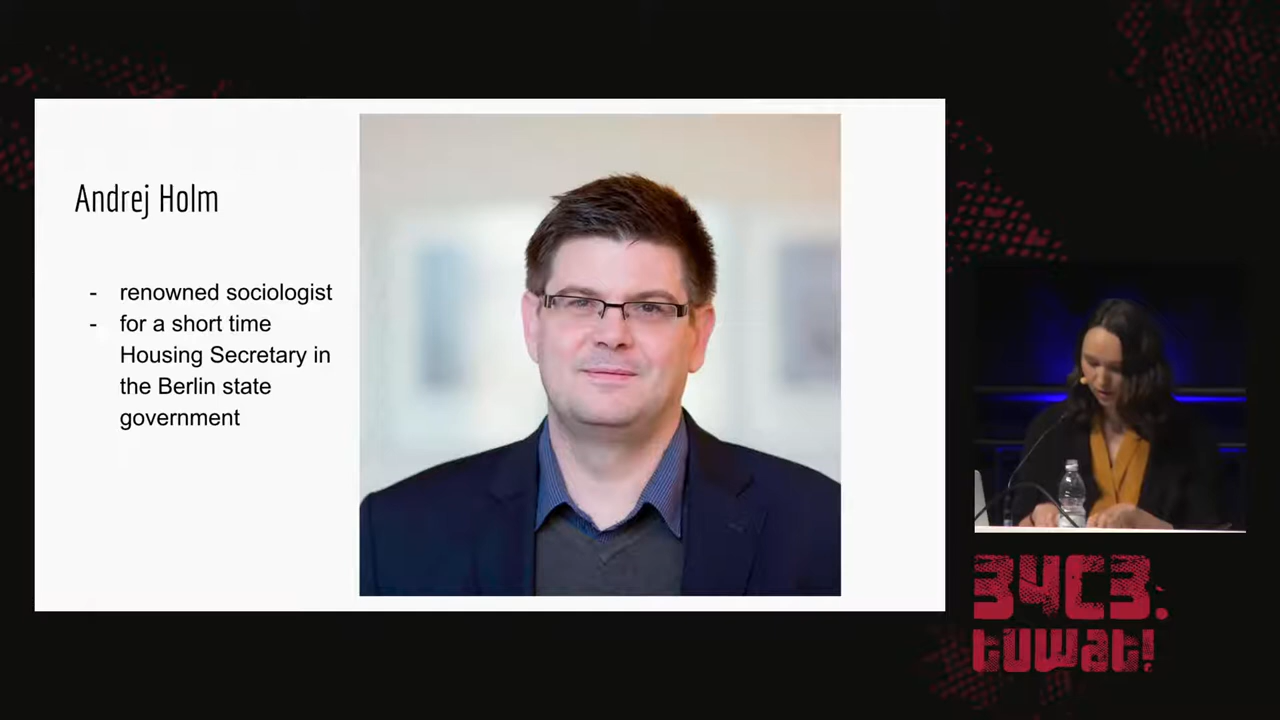 Andrej Holm
- renowned sociologist
- for a short time
Housing Secretary in
the Berlin state
government
34C3:
tuwat!